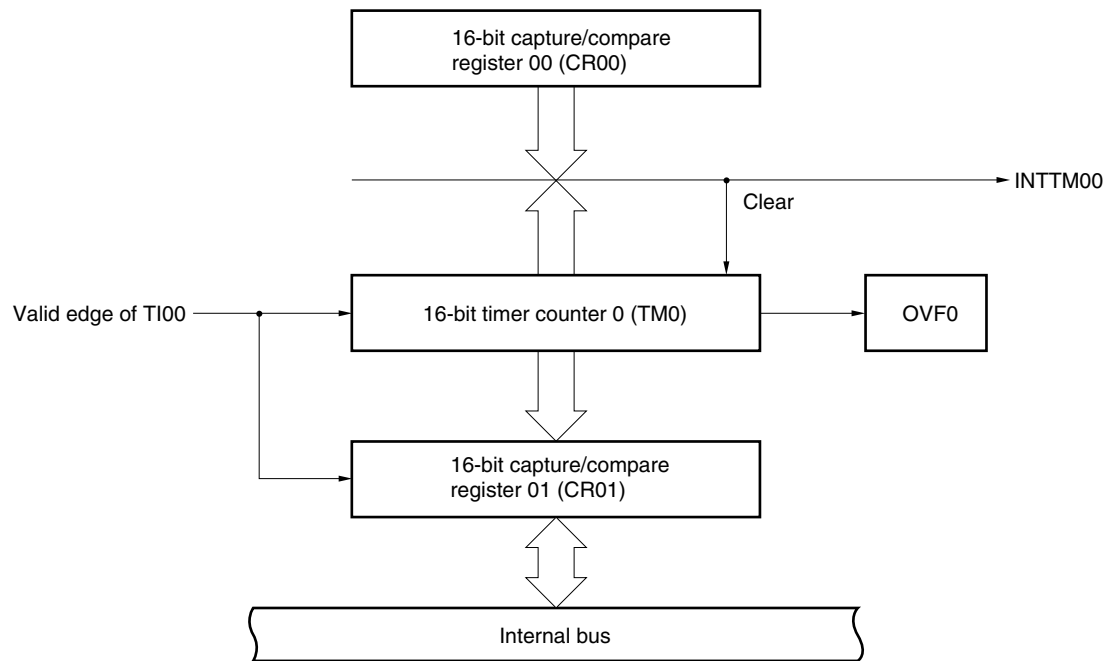 16-bit capture/compare
register 00 (CR00)
INTTM00
Clear
Valid edge of TI00
16-bit timer counter 0 (TM0)
OVF0
16-bit capture/compare
register 01 (CR01)
Internal bus